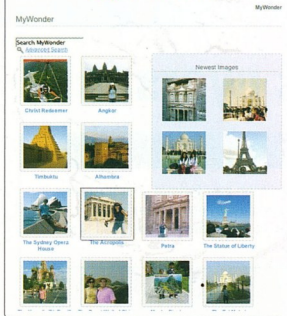 MyWonder
MyWonder
Search MyWonder
Advanced Search
Newest Images
Christ Redeemer
Angkor
Timbuktu
Alhambra
The Sydney Opera
House
The Acropolis
Petra
The Statue of Liberty